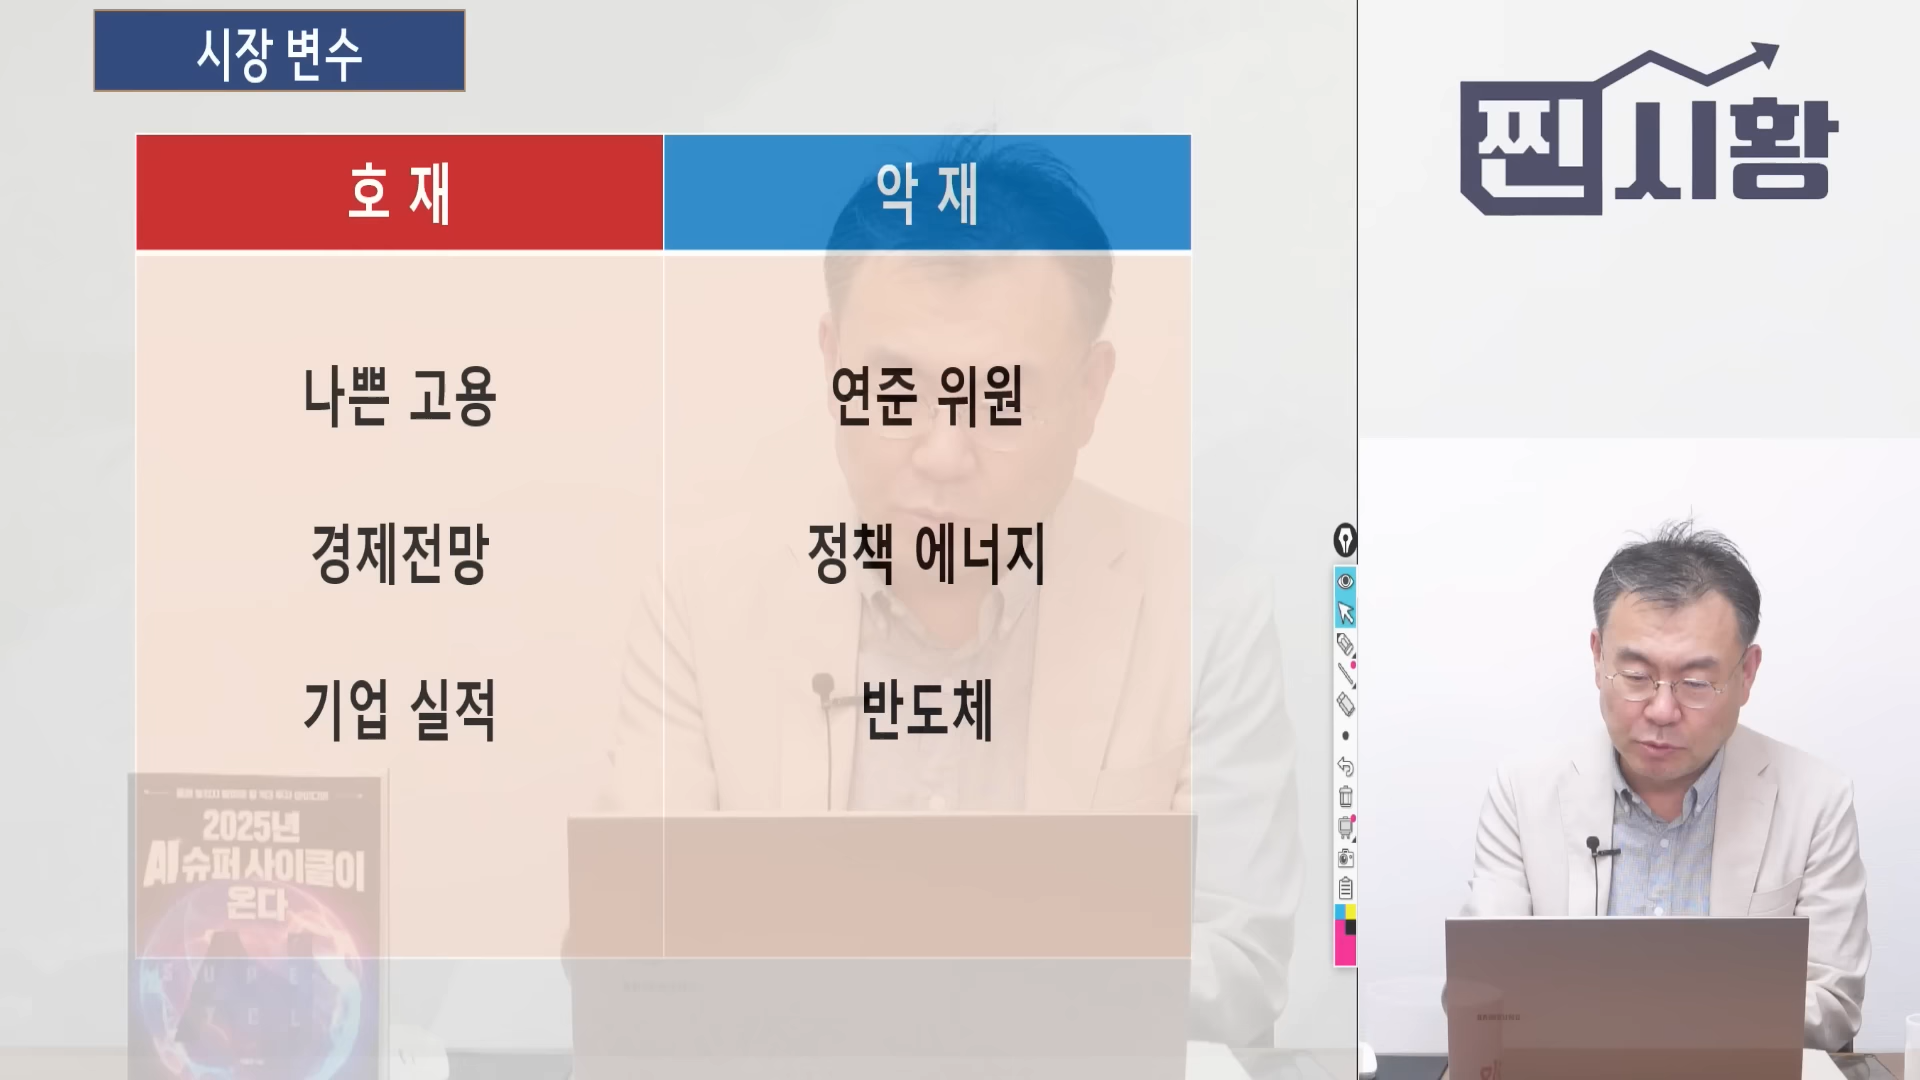 시장 변수
찐시황
호 재
악 재
나쁜 고용
연준 위원
경제전망
정책 에너지
기업 실적
반도체
2025년
AI 슈퍼사이클이
온다